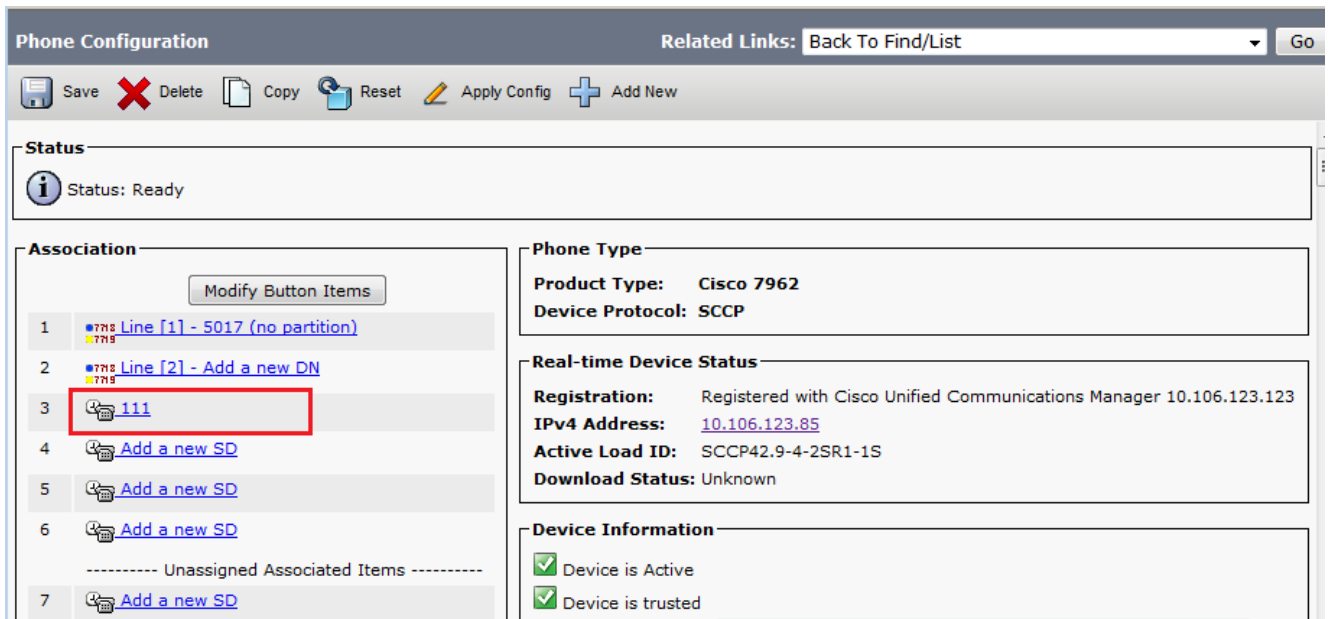 Phone Configuration
Related Links: Back To Find/List Go
Save Delete Copy Reset Apply Config Add New
Status
i Status: Ready
Association
Modify Button Items
1 7718 7719 Line [1] - 5017 (no partition)
2 7718 7719 Line [2] - Add a new DN
3 111
4 Add a new SD
5 Add a new SD
6 Add a new SD
---------- Unassigned Associated Items ----------
7 Add a new SD
Phone Type
Product Type: Cisco 7962
Device Protocol: SCCP
Real-time Device Status
Registration: Registered with Cisco Unified Communications Manager 10.106.123.123
IPv4 Address: 10.106.123.85
Active Load ID: SCCP42.9-4-2SR1-1S
Download Status: Unknown
Device Information
Device is Active
Device is trusted